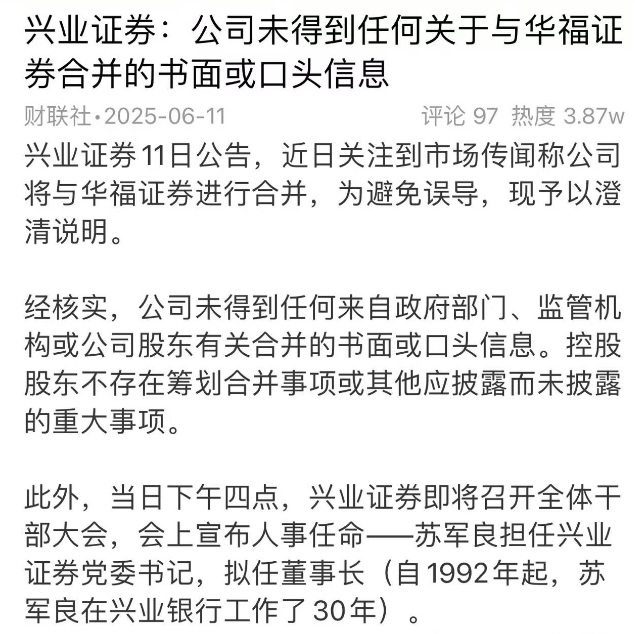 兴业证券：公司未得到任何关于与华福证
券合并的书面或口头信息
财联社•2025-06-11 评论 97 热度 3.87w
兴业证券11日公告，近日关注到市场传闻称公司
将与华福证券进行合并，为避免误导，现予以澄
清说明。
经核实，公司未得到任何来自政府部门、监管机
构或公司股东有关合并的书面或口头信息。控股
股东不存在筹划合并事项或其他应披露而未披露
的重大事项。
此外，当日下午四点，兴业证券即将召开全体干
部大会，会上宣布人事任命——苏军良担任兴业
证券党委书记，拟任董事长（自1992年起，苏
军良在兴业银行工作了30年）。